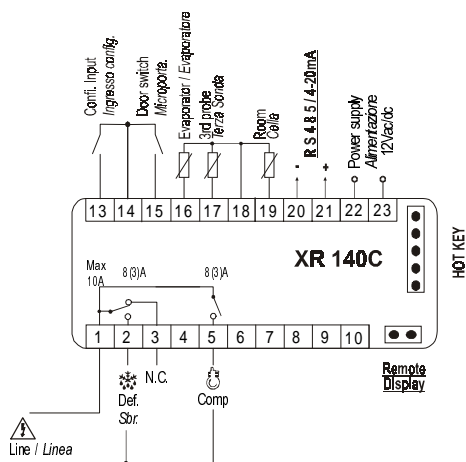 Confi. Input
Ingresso config.
Door switch
Microporta.
Evaporator / Evaporatore
3rd probe
Terza Sonda
Room
Cella
RS485 / 4-20mA
- +
Power supply
Alimentazione
12Vac/dc
13 14 15 16 17 18 19 20 21 22 23
XR 140C
HOT KEY
Max
10A
8 (3)A
8 (3)A
1 2 3 4 5 6 7 8 9 10
N.C.
Def.
Sbr.
Comp
Remote
Display
Line / Linea